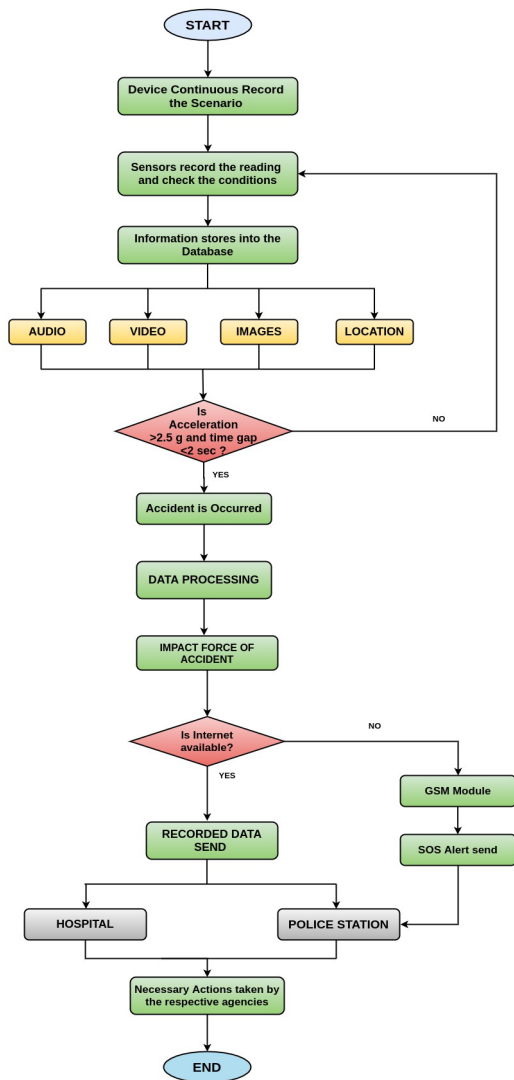 START
Device Continuous Record
the Scenario
Sensors record the reading
and check the conditions
Information stores into the
Database
AUDIO
VIDEO
IMAGES
LOCATION
Is
Acceleration
>2.5 g and time gap
<2 sec ?
NO
YES
Accident is Occurred
DATA PROCESSING
IMPACT FORCE OF
ACCIDENT
Is Internet
available?
NO
YES
GSM Module
RECORDED DATA
SEND
SOS Alert send
HOSPITAL
POLICE STATION
Necessary Actions taken by
the respective agencies
END